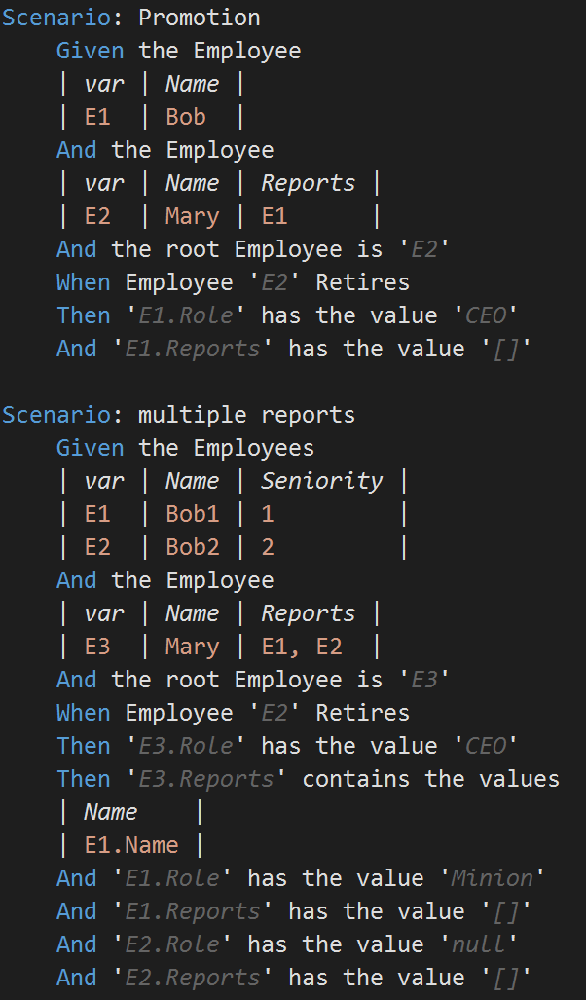 Scenario: Promotion
Given the Employee
| var | Name |
| E1 | Bob |
And the Employee
| var | Name | Reports |
| E2 | Mary | E1 |
And the root Employee is 'E2'
When Employee 'E2' Retires
Then 'E1.Role' has the value 'CEO'
And 'E1.Reports' has the value '[]'
Scenario: multiple reports
Given the Employees
| var | Name | Seniority |
| E1 | Bob1 | 1 |
| E2 | Bob2 | 2 |
And the Employee
| var | Name | Reports |
| E3 | Mary | E1, E2 |
And the root Employee is 'E3'
When Employee 'E2' Retires
Then 'E3.Role' has the value 'CEO'
Then 'E3.Reports' contains the values
| Name |
| E1.Name |
And 'E1.Role' has the value 'Minion'
And 'E1.Reports' has the value '[]'
And 'E2.Role' has the value 'null'
And 'E2.Reports' has the value '[]'